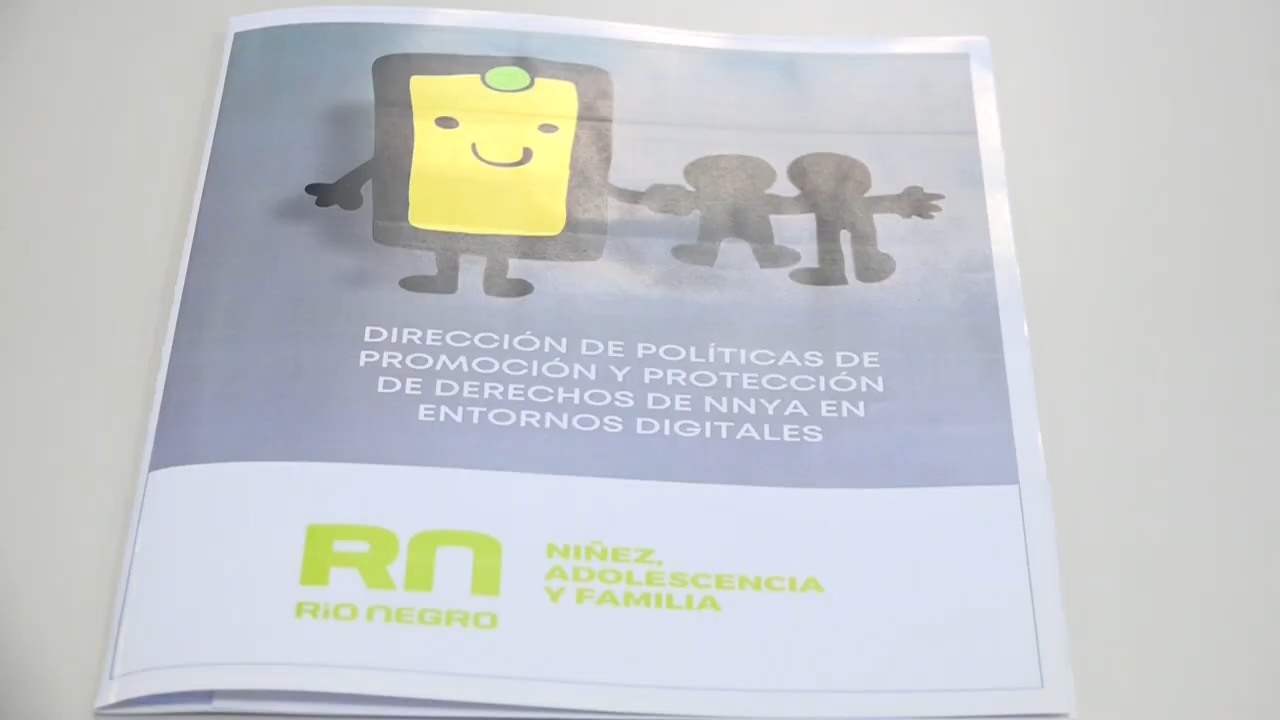 DIRECCIÓN DE POLÍTICAS DE
PROMOCIÓN Y PROTECCIÓN
DE DERECHOS DE NNYA EN
ENTORNOS DIGITALES
RN
RÍO NEGRO
NIÑEZ,
ADOLESCENCIA
Y FAMILIA